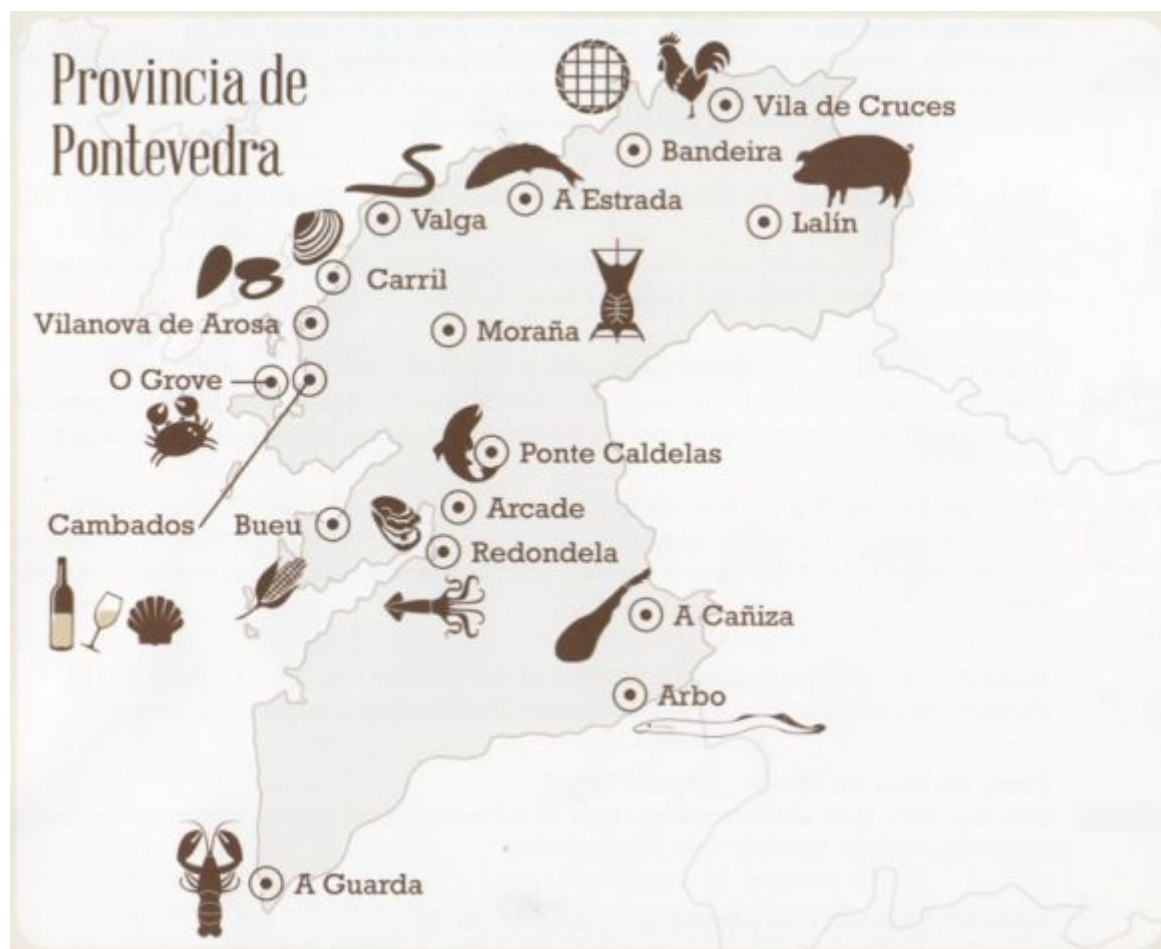 Provincia de
Pontevedra
Vila de Cruces
Bandeira
A Estrada
Valga
Lalín
Carril
Vilanova de Arosa
Moraña
O Grove
Ponte Caldelas
Cambados
Bueu
Arcade
Redondela
A Cañiza
Arbo
A Guarda